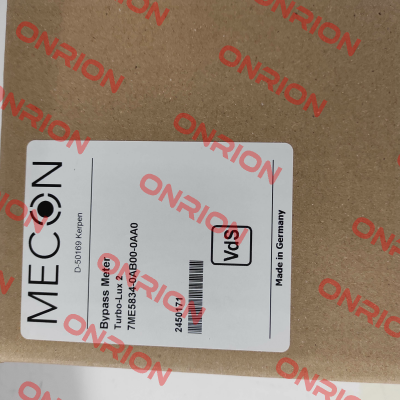 MECON
D-50169 Kerpen
Bypass Meter
Turbo-Lux 2
7ME5834-0AB00-0AA0
2450171
VdS
Made in Germany
ONRION
ONRION
ONRION
ONRION
ONRION
ONRION
ONRION
ONRION
ONRION
ONRION
ONRION
ONRION